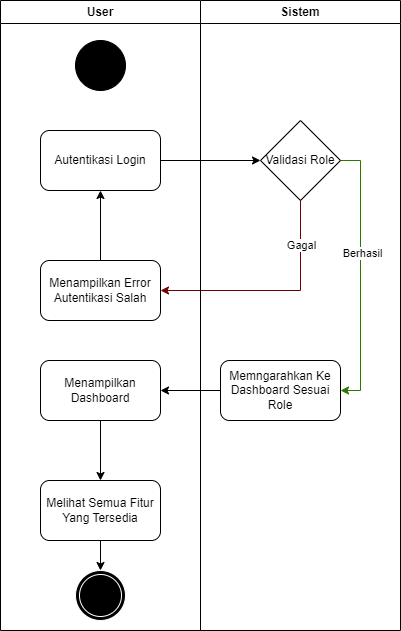 User
Sistem
Autentikasi Login
Validasi Role
Gagal
Berhasil
Menampilkan Error
Autentikasi Salah
Menampilkan
Dashboard
Memngarahkan Ke
Dashboard Sesuai
Role
Melihat Semua Fitur
Yang Tersedia